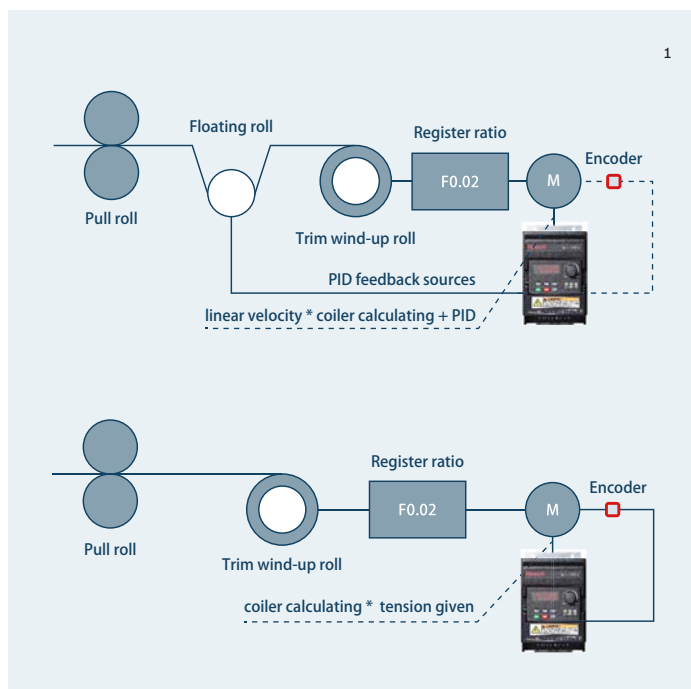 1
Floating roll
Register ratio
Encoder
F0.02
M
Pull roll
Trim wind-up roll
PID feedback sources
linear velocity * coiler calculating + PID
Register ratio
Encoder
F0.02
M
Pull roll
Trim wind-up roll
coiler calculating * tension given